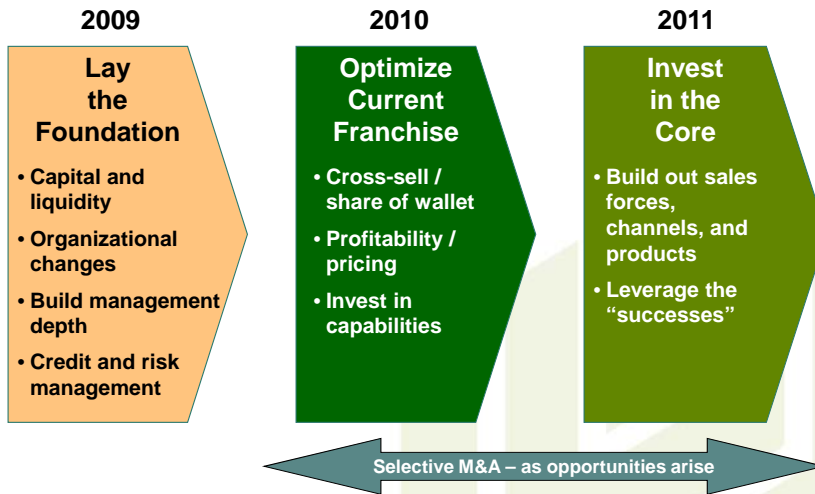 2009
Lay
the
Foundation
• Capital and
liquidity
• Organizational
changes
• Build management
depth
• Credit and risk
management
2010
Optimize
Current
Franchise
• Cross-sell /
share of wallet
• Profitability /
pricing
• Invest in
capabilities
2011
Invest
in the
Core
• Build out sales
forces,
channels, and
products
• Leverage the
“successes”
Selective M&A – as opportunities arise